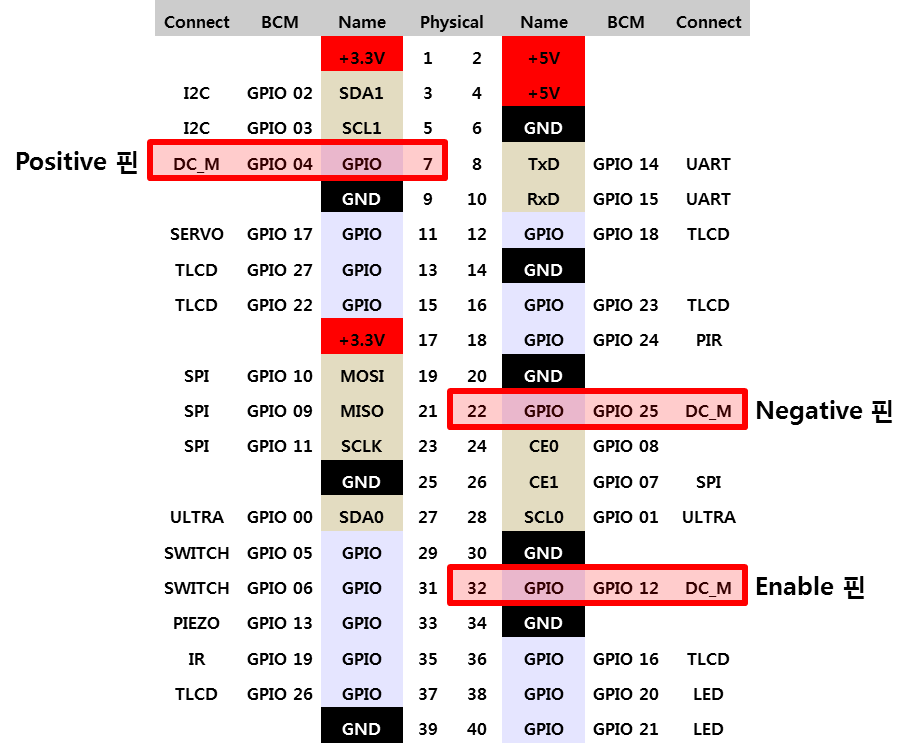 Connect BCM Name Physical Name BCM Connect
+3.3V 1 2 +5V
I2C GPIO 02 SDA1 3 4 +5V
I2C GPIO 03 SCL1 5 6 GND
Positive 핀 DC_M GPIO 04 GPIO 7 8 TxD GPIO 14 UART
GND 9 10 RxD GPIO 15 UART
SERVO GPIO 17 GPIO 11 12 GPIO GPIO 18 TLCD
TLCD GPIO 27 GPIO 13 14 GND
TLCD GPIO 22 GPIO 15 16 GPIO GPIO 23 TLCD
+3.3V 17 18 GPIO GPIO 24 PIR
SPI GPIO 10 MOSI 19 20 GND
SPI GPIO 09 MISO 21 22 GPIO GPIO 25 DC_M Negative 핀
SPI GPIO 11 SCLK 23 24 CE0 GPIO 08
GND 25 26 CE1 GPIO 07 SPI
ULTRA GPIO 00 SDA0 27 28 SCL0 GPIO 01 ULTRA
SWITCH GPIO 05 GPIO 29 30 GND
SWITCH GPIO 06 GPIO 31 32 GPIO GPIO 12 DC_M Enable 핀
PIEZO GPIO 13 GPIO 33 34 GND
IR GPIO 19 GPIO 35 36 GPIO GPIO 16 TLCD
TLCD GPIO 26 GPIO 37 38 GPIO GPIO 20 LED
GND 39 40 GPIO GPIO 21 LED